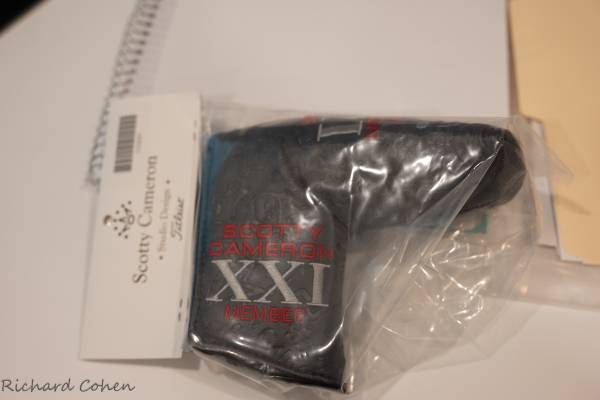 Scotty Cameron
• Studio Design •
Titleist
SCOTTY
CAMERON
XXI
MEMBER
Richard Cohen